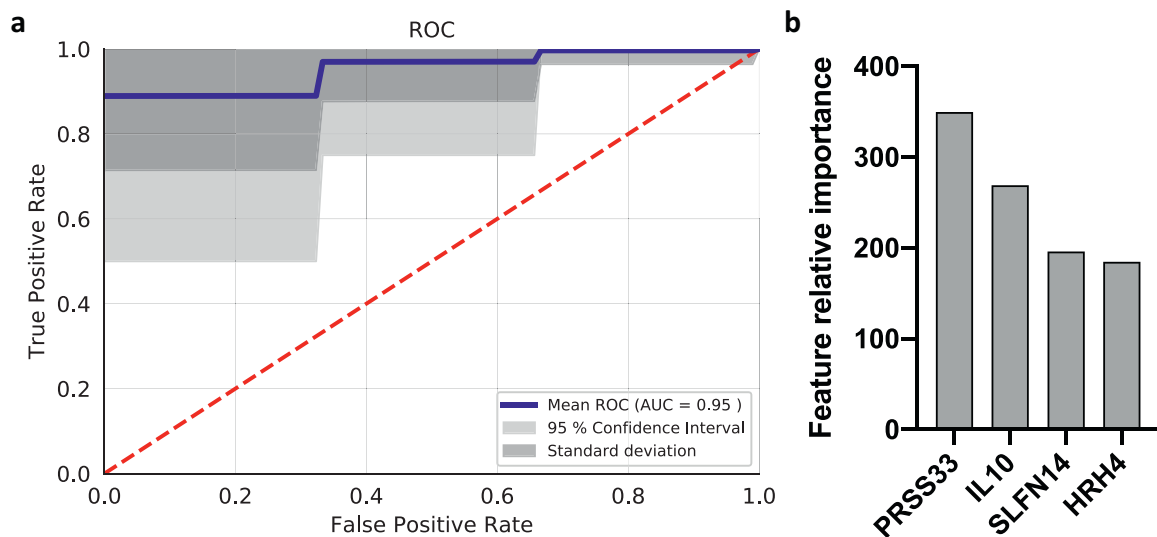 a
ROC
True Positive Rate
1.0
0.8
0.6
0.4
0.2
0.0
0.0 0.2 0.4 0.6 0.8 1.0
False Positive Rate
Mean ROC (AUC = 0.95 )
95 % Confidence Interval
Standard deviation
b
Feature relative importance
400
300
200
100
0
PRSS33
IL10
SLFN14
HRH4